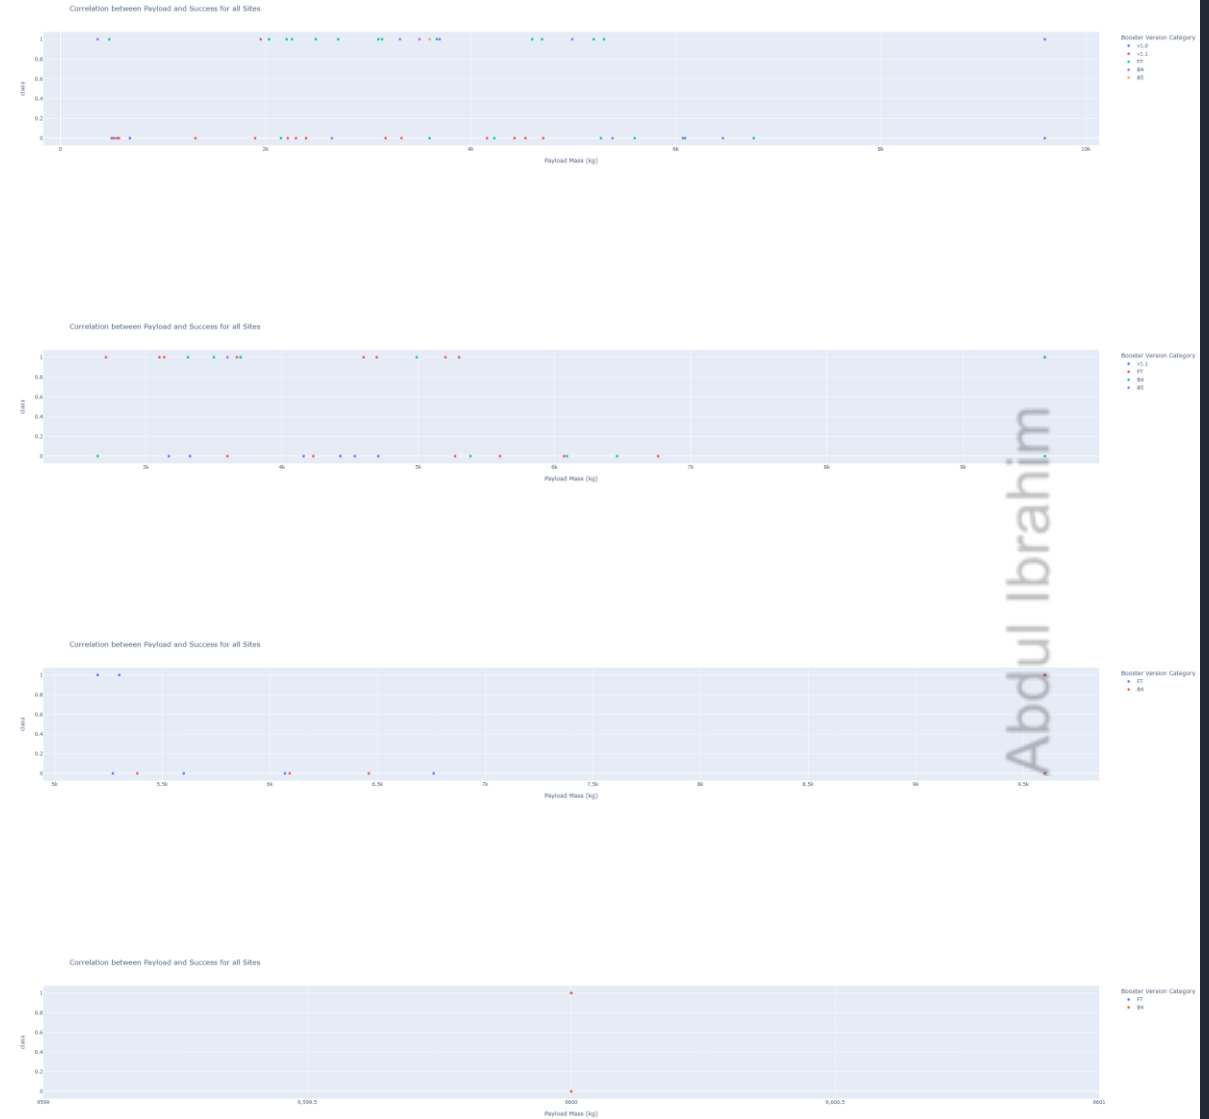 Correlation between Payload and Success for all Sites
Booster Version Category
v1.0
v1.1
FT
B4
B5
class
1
0.8
0.6
0.4
0.2
0
0
2k
4k
6k
8k
10k
Payload Mass (kg)
Correlation between Payload and Success for all Sites
Booster Version Category
v1.1
FT
B4
B5
class
1
0.8
0.6
0.4
0.2
0
3k
4k
5k
6k
7k
8k
9k
Payload Mass (kg)
Abdul Ibrahim
Correlation between Payload and Success for all Sites
Booster Version Category
FT
B4
class
1
0.8
0.6
0.4
0.2
0
5k
5.5k
6k
6.5k
7k
7.5k
8k
8.5k
9k
9.5k
Payload Mass (kg)
Correlation between Payload and Success for all Sites
Booster Version Category
FT
B4
class
1
0.8
0.6
0.4
0.2
0
9599
9,599.5
9600
9,600.5
9601
Payload Mass (kg)